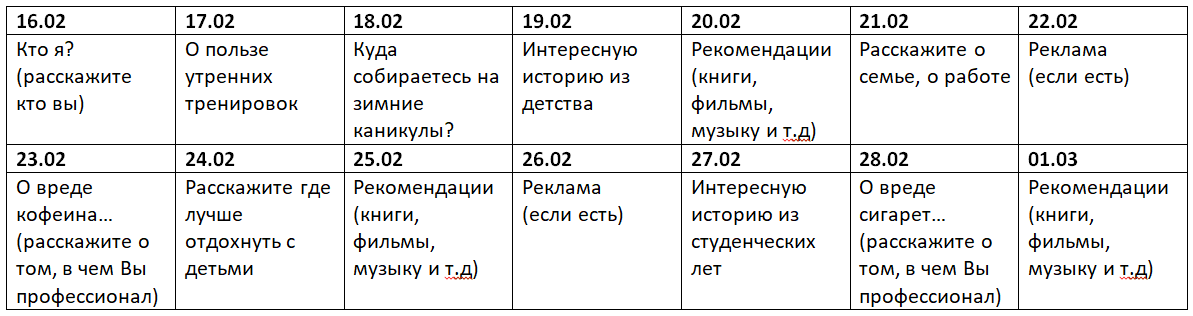 16.02
17.02
18.02
19.02
20.02
21.02
22.02
Кто я?
(расскажите
кто вы)
О пользе
утренних
тренировок
Куда
собираетесь на
зимние
каникулы?
Интересную
историю из
детства
Рекомендации
(книги,
фильмы,
музыку и т.д)
Расскажите о
семье, о работе
Реклама
(если есть)
23.02
24.02
25.02
26.02
27.02
28.02
01.03
О вреде
кофеина...
(расскажите о
том, в чем Вы
профессионал)
Расскажите где
лучше
отдохнуть с
детьми
Рекомендации
(книги,
фильмы,
музыку и т.д)
Реклама
(если есть)
Интересную
историю из
студенческих
лет
О вреде
сигарет...
(расскажите о
том, в чем Вы
профессионал)
Рекомендации
(книги,
фильмы,
музыку и т.д)